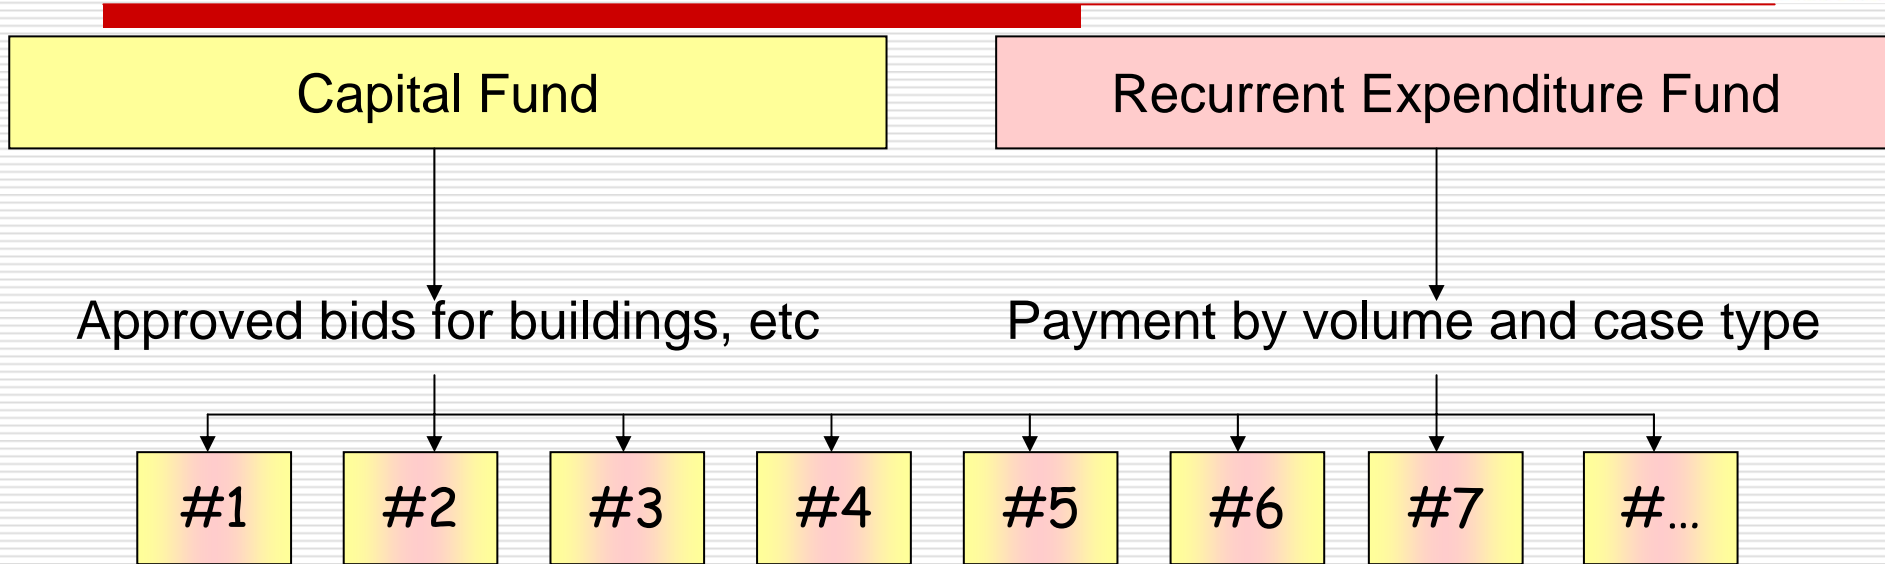 Capital Fund
Recurrent Expenditure Fund
Approved bids for buildings, etc
Payment by volume and case type
#1
#2
#3
#4
#5
#6
#7
#...